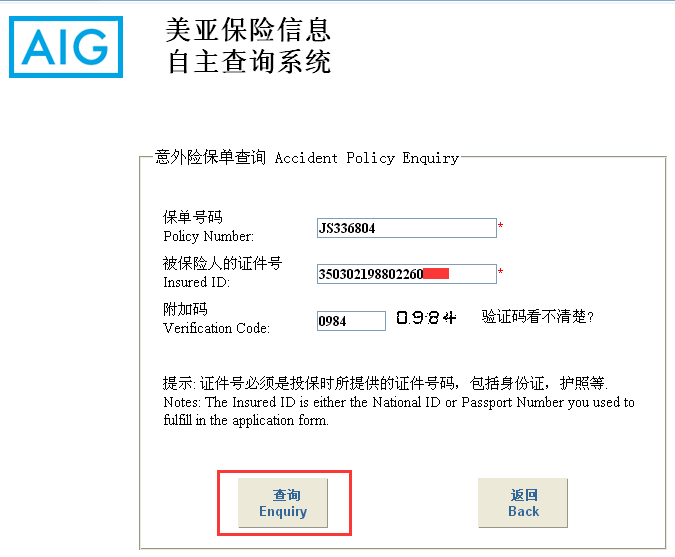 AIG
美亚保险信息
自主查询系统
意外险保单查询 Accident Policy Enquiry
保单号码
Policy Number:
JS336804 *
被保险人的证件号
Insured ID:
350302198802260 *
附加码
Verification Code:
0984 0984 验证码看不清楚?
提示: 证件号必须是投保时所提供的证件号码，包括身份证，护照等.
Notes: The Insured ID is either the National ID or Passport Number you used to
fulfill in the application form.
查询
Enquiry
返回
Back